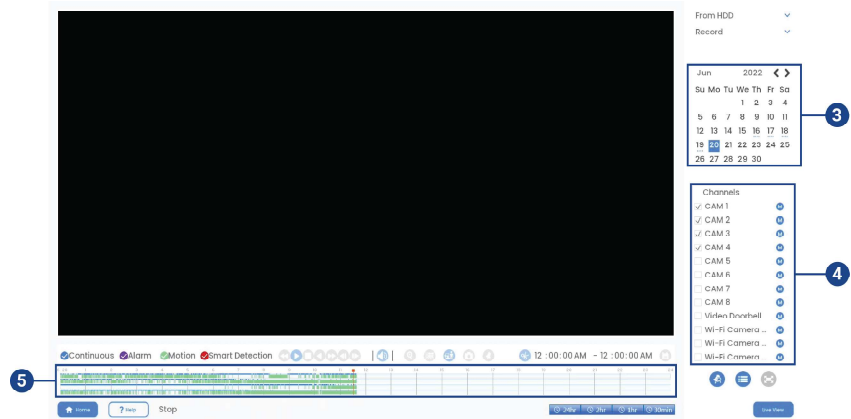 From HDD
Record
Jun 2022
Su Mo Tu We Th Fr Sa
1 2 3 4
5 6 7 8 9 10 11
12 13 14 15 16 17 18
19 20 21 22 23 24 25
26 27 28 29 30
3
Channels
CAM 1 M
CAM 2 M
CAM 3 M
CAM 4 M
CAM 5 M
CAM 6 M
CAM 7 M
CAM 8 M
Video Doorbell M
Wi-Fi Camera ... M
Wi-Fi Camera ... M
Wi-Fi Camera ... M
4
Continuous Alarm Motion Smart Detection 12 :00:00 AM - 12 :00:00 AM
5
Home ? Help Stop 24hr 2hr 1hr 30min